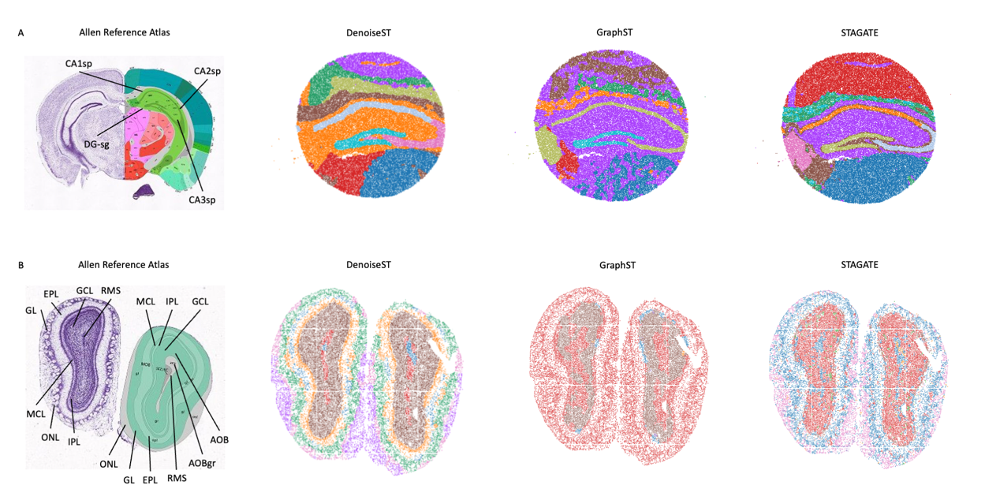 A
Allen Reference Atlas
DenoiseST
GraphST
STAGATE
CA1sp
CA2sp
DG-sg
CA3sp
B
Allen Reference Atlas
DenoiseST
GraphST
STAGATE
EPL
GCL
RMS
GL
MCL
IPL
GCL
MOB
MCL
ONL
IPL
AOB
ONL
AOBgr
GL
EPL
RMS